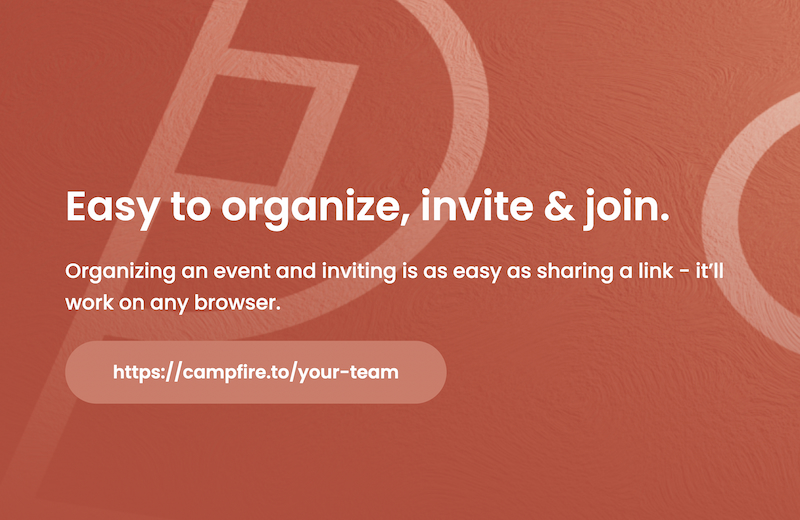 Easy to organize, invite & join.
Organizing an event and inviting is as easy as sharing a link - it’ll
work on any browser.
https://campfire.to/your-team